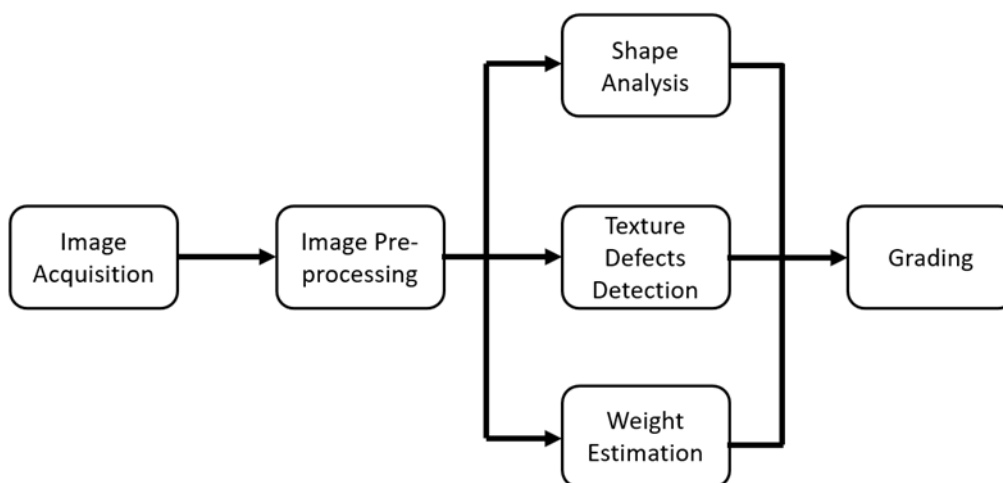 Image
Acquisition
Image Pre-
processing
Shape
Analysis
Texture
Defects
Detection
Weight
Estimation
Grading